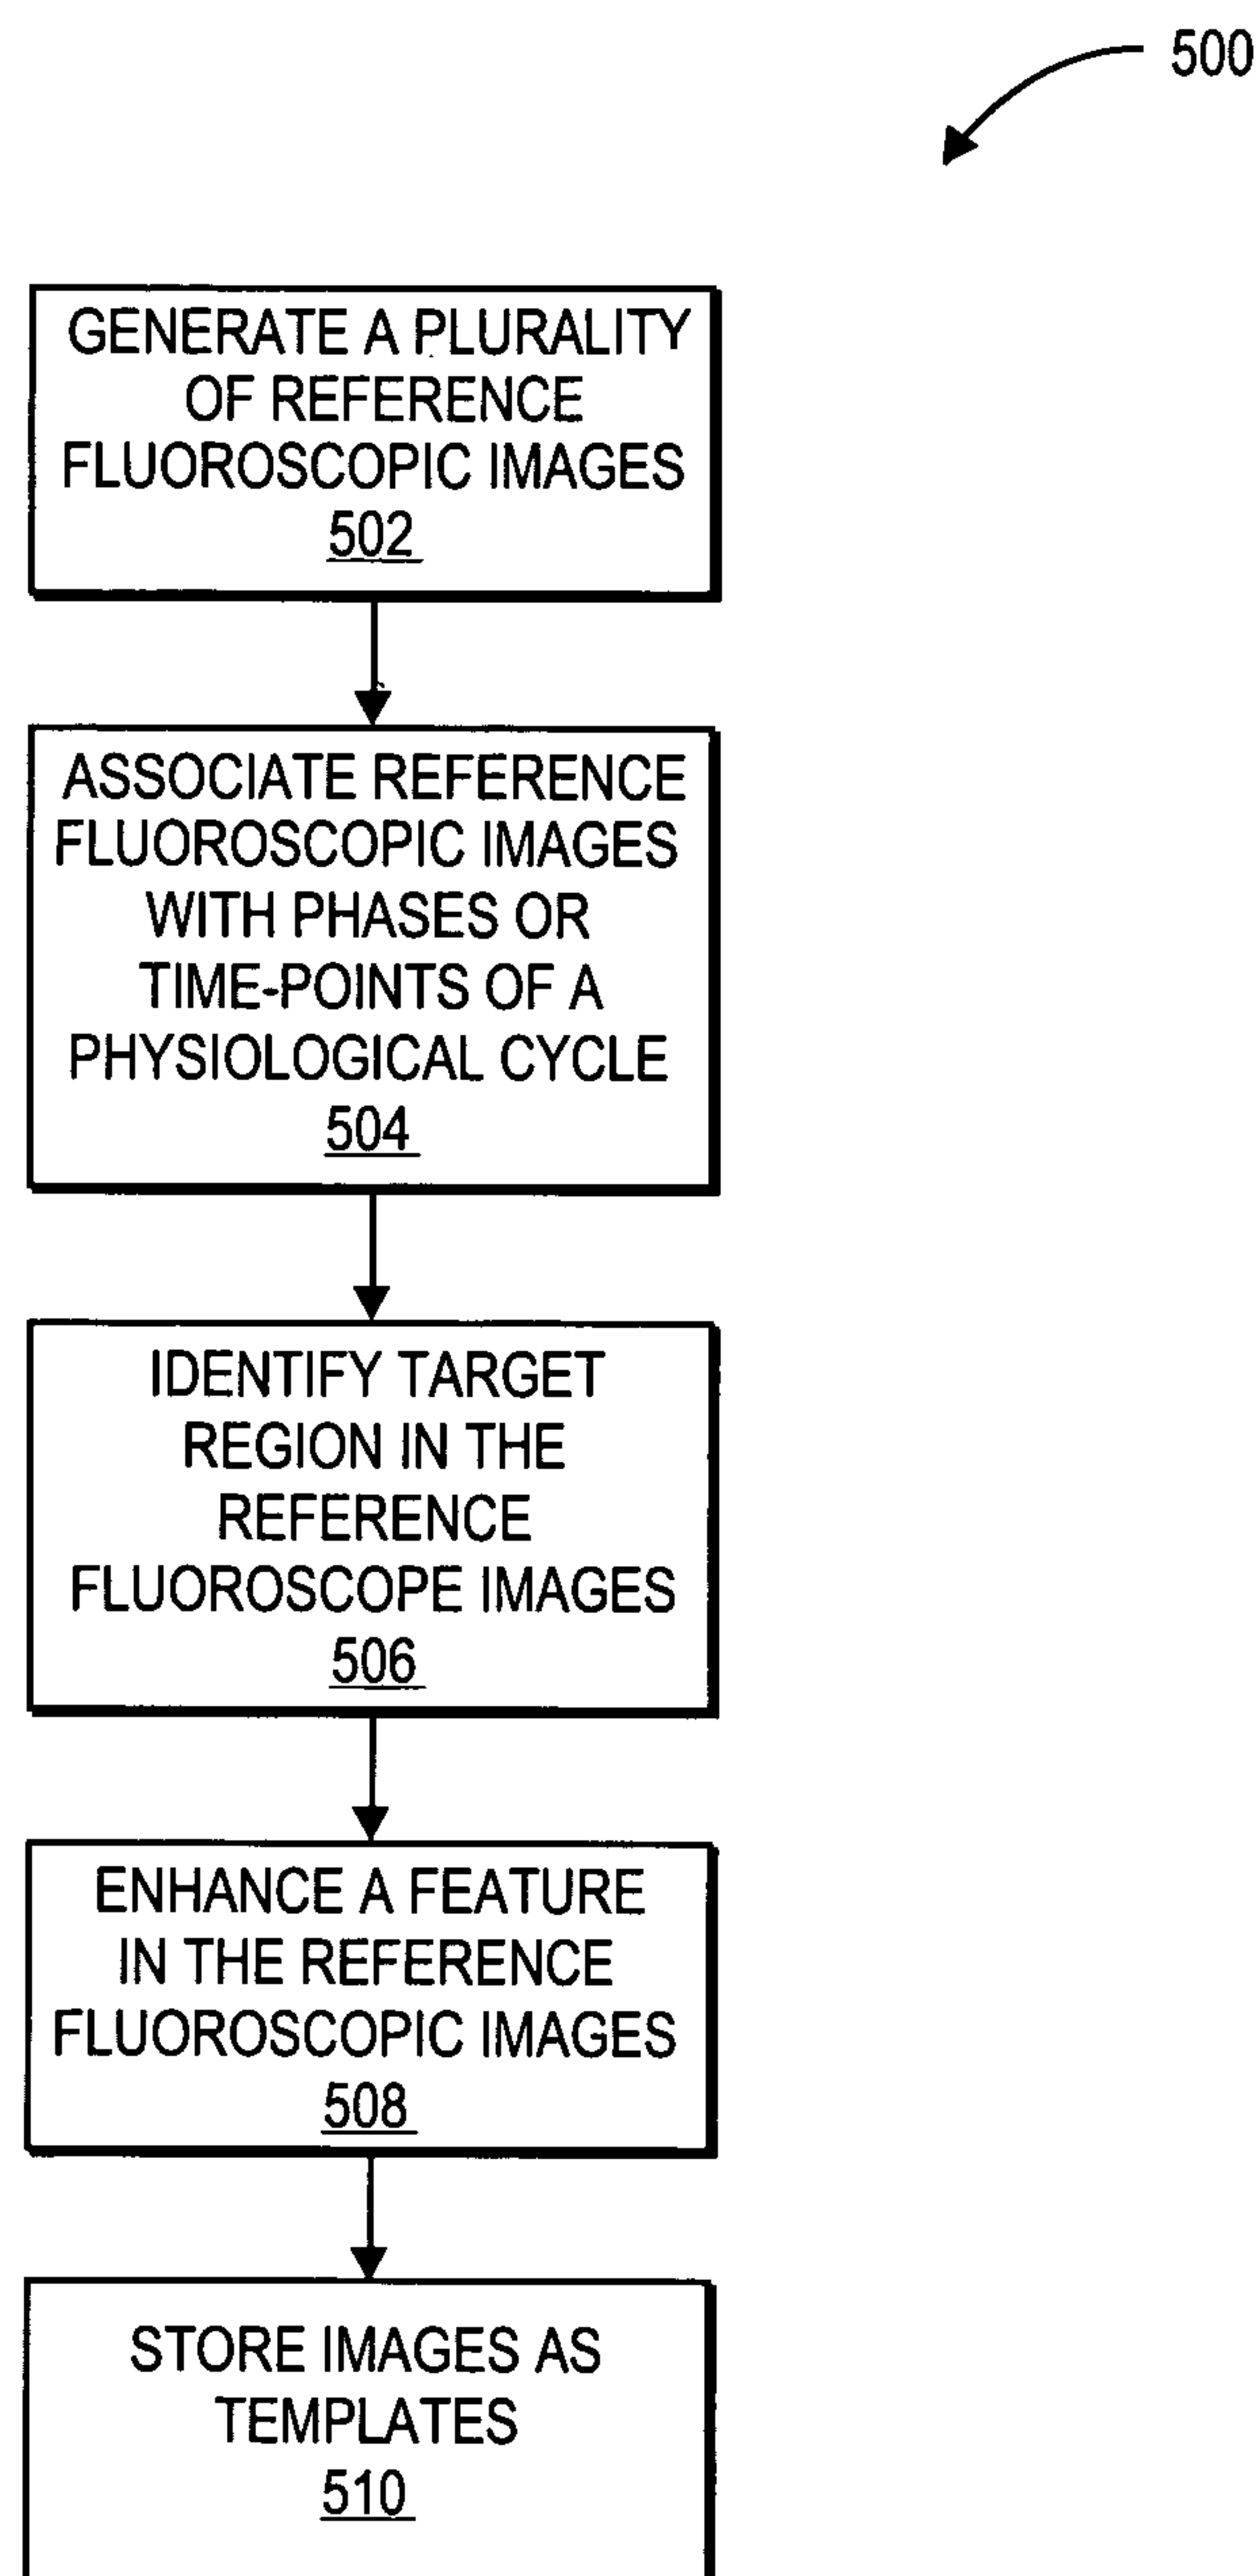 500
GENERATE A PLURALITY
OF REFERENCE
FLUOROSCOPIC IMAGES
502
ASSOCIATE REFERENCE
FLUOROSCOPIC IMAGES
WITH PHASES OR
TIME-POINTS OF A
PHYSIOLOGICAL CYCLE
504
IDENTIFY TARGET
REGION IN THE
REFERENCE
FLUOROSCOPE IMAGES
506
ENHANCE A FEATURE
IN THE REFERENCE
FLUOROSCOPIC IMAGES
508
STORE IMAGES AS
TEMPLATES
510